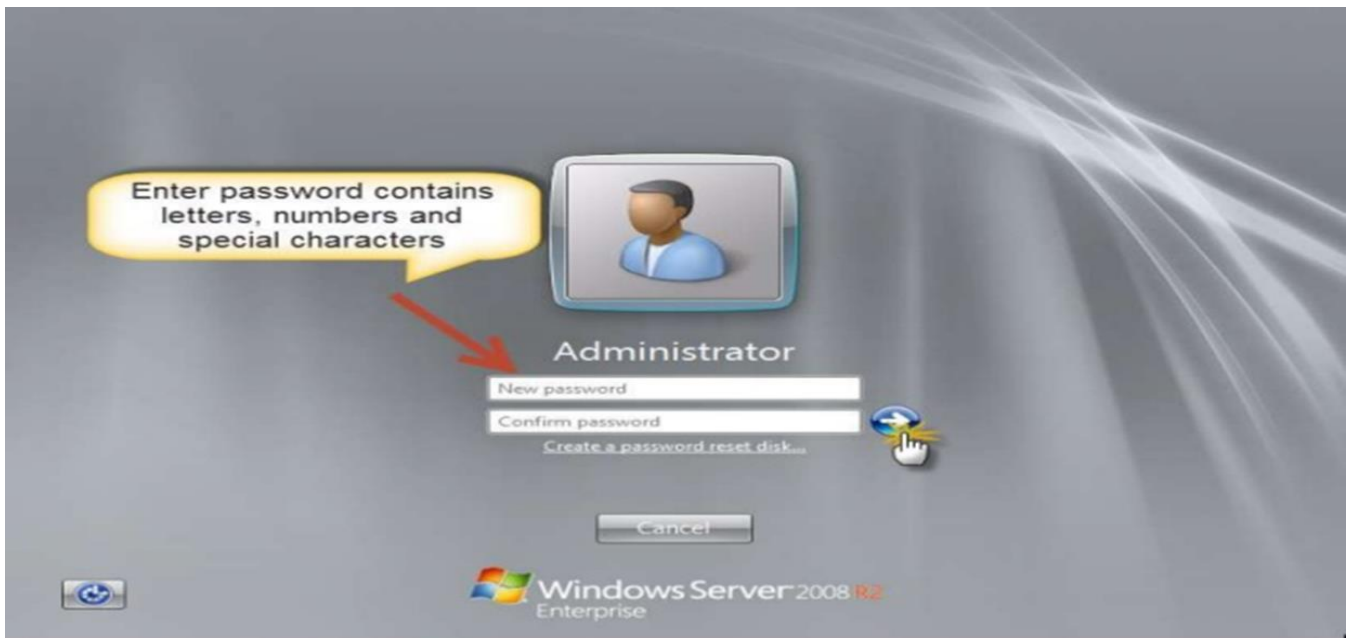 Enter password contains
letters, numbers and
special characters
Administrator
New password
Confirm password
Create a password reset disk...
Cancel
Windows Server 2008 R2
Enterprise